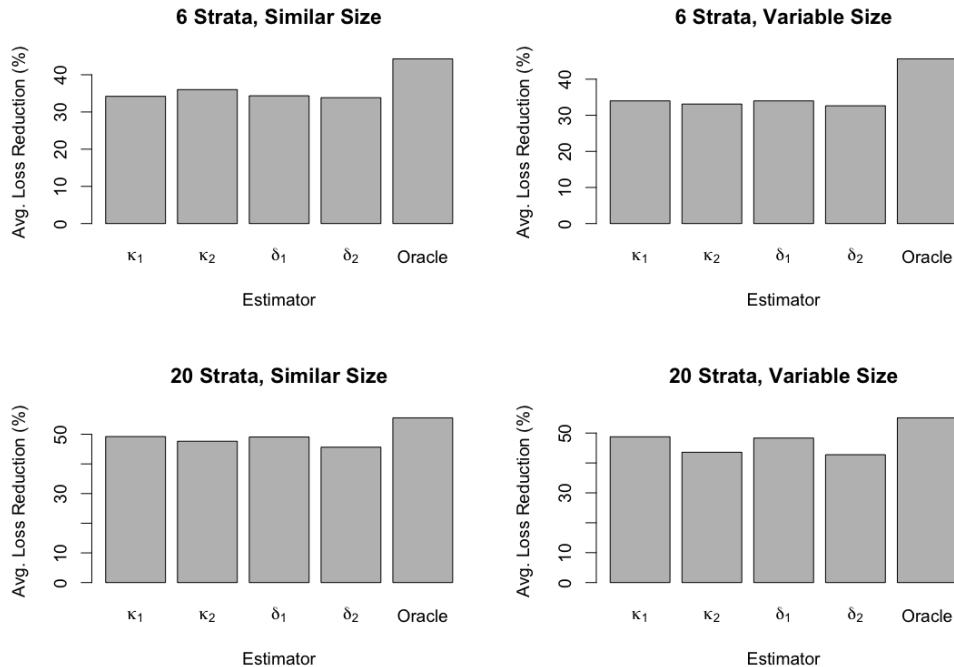 6 Strata, Similar Size
Avg. Loss Reduction (%)
40
30
20
10
0
κ1 κ2 δ1 δ2 Oracle
Estimator
6 Strata, Variable Size
Avg. Loss Reduction (%)
40
30
20
10
0
κ1 κ2 δ1 δ2 Oracle
Estimator
20 Strata, Similar Size
Avg. Loss Reduction (%)
50
30
10
0
κ1 κ2 δ1 δ2 Oracle
Estimator
20 Strata, Variable Size
Avg. Loss Reduction (%)
50
30
10
0
κ1 κ2 δ1 δ2 Oracle
Estimator